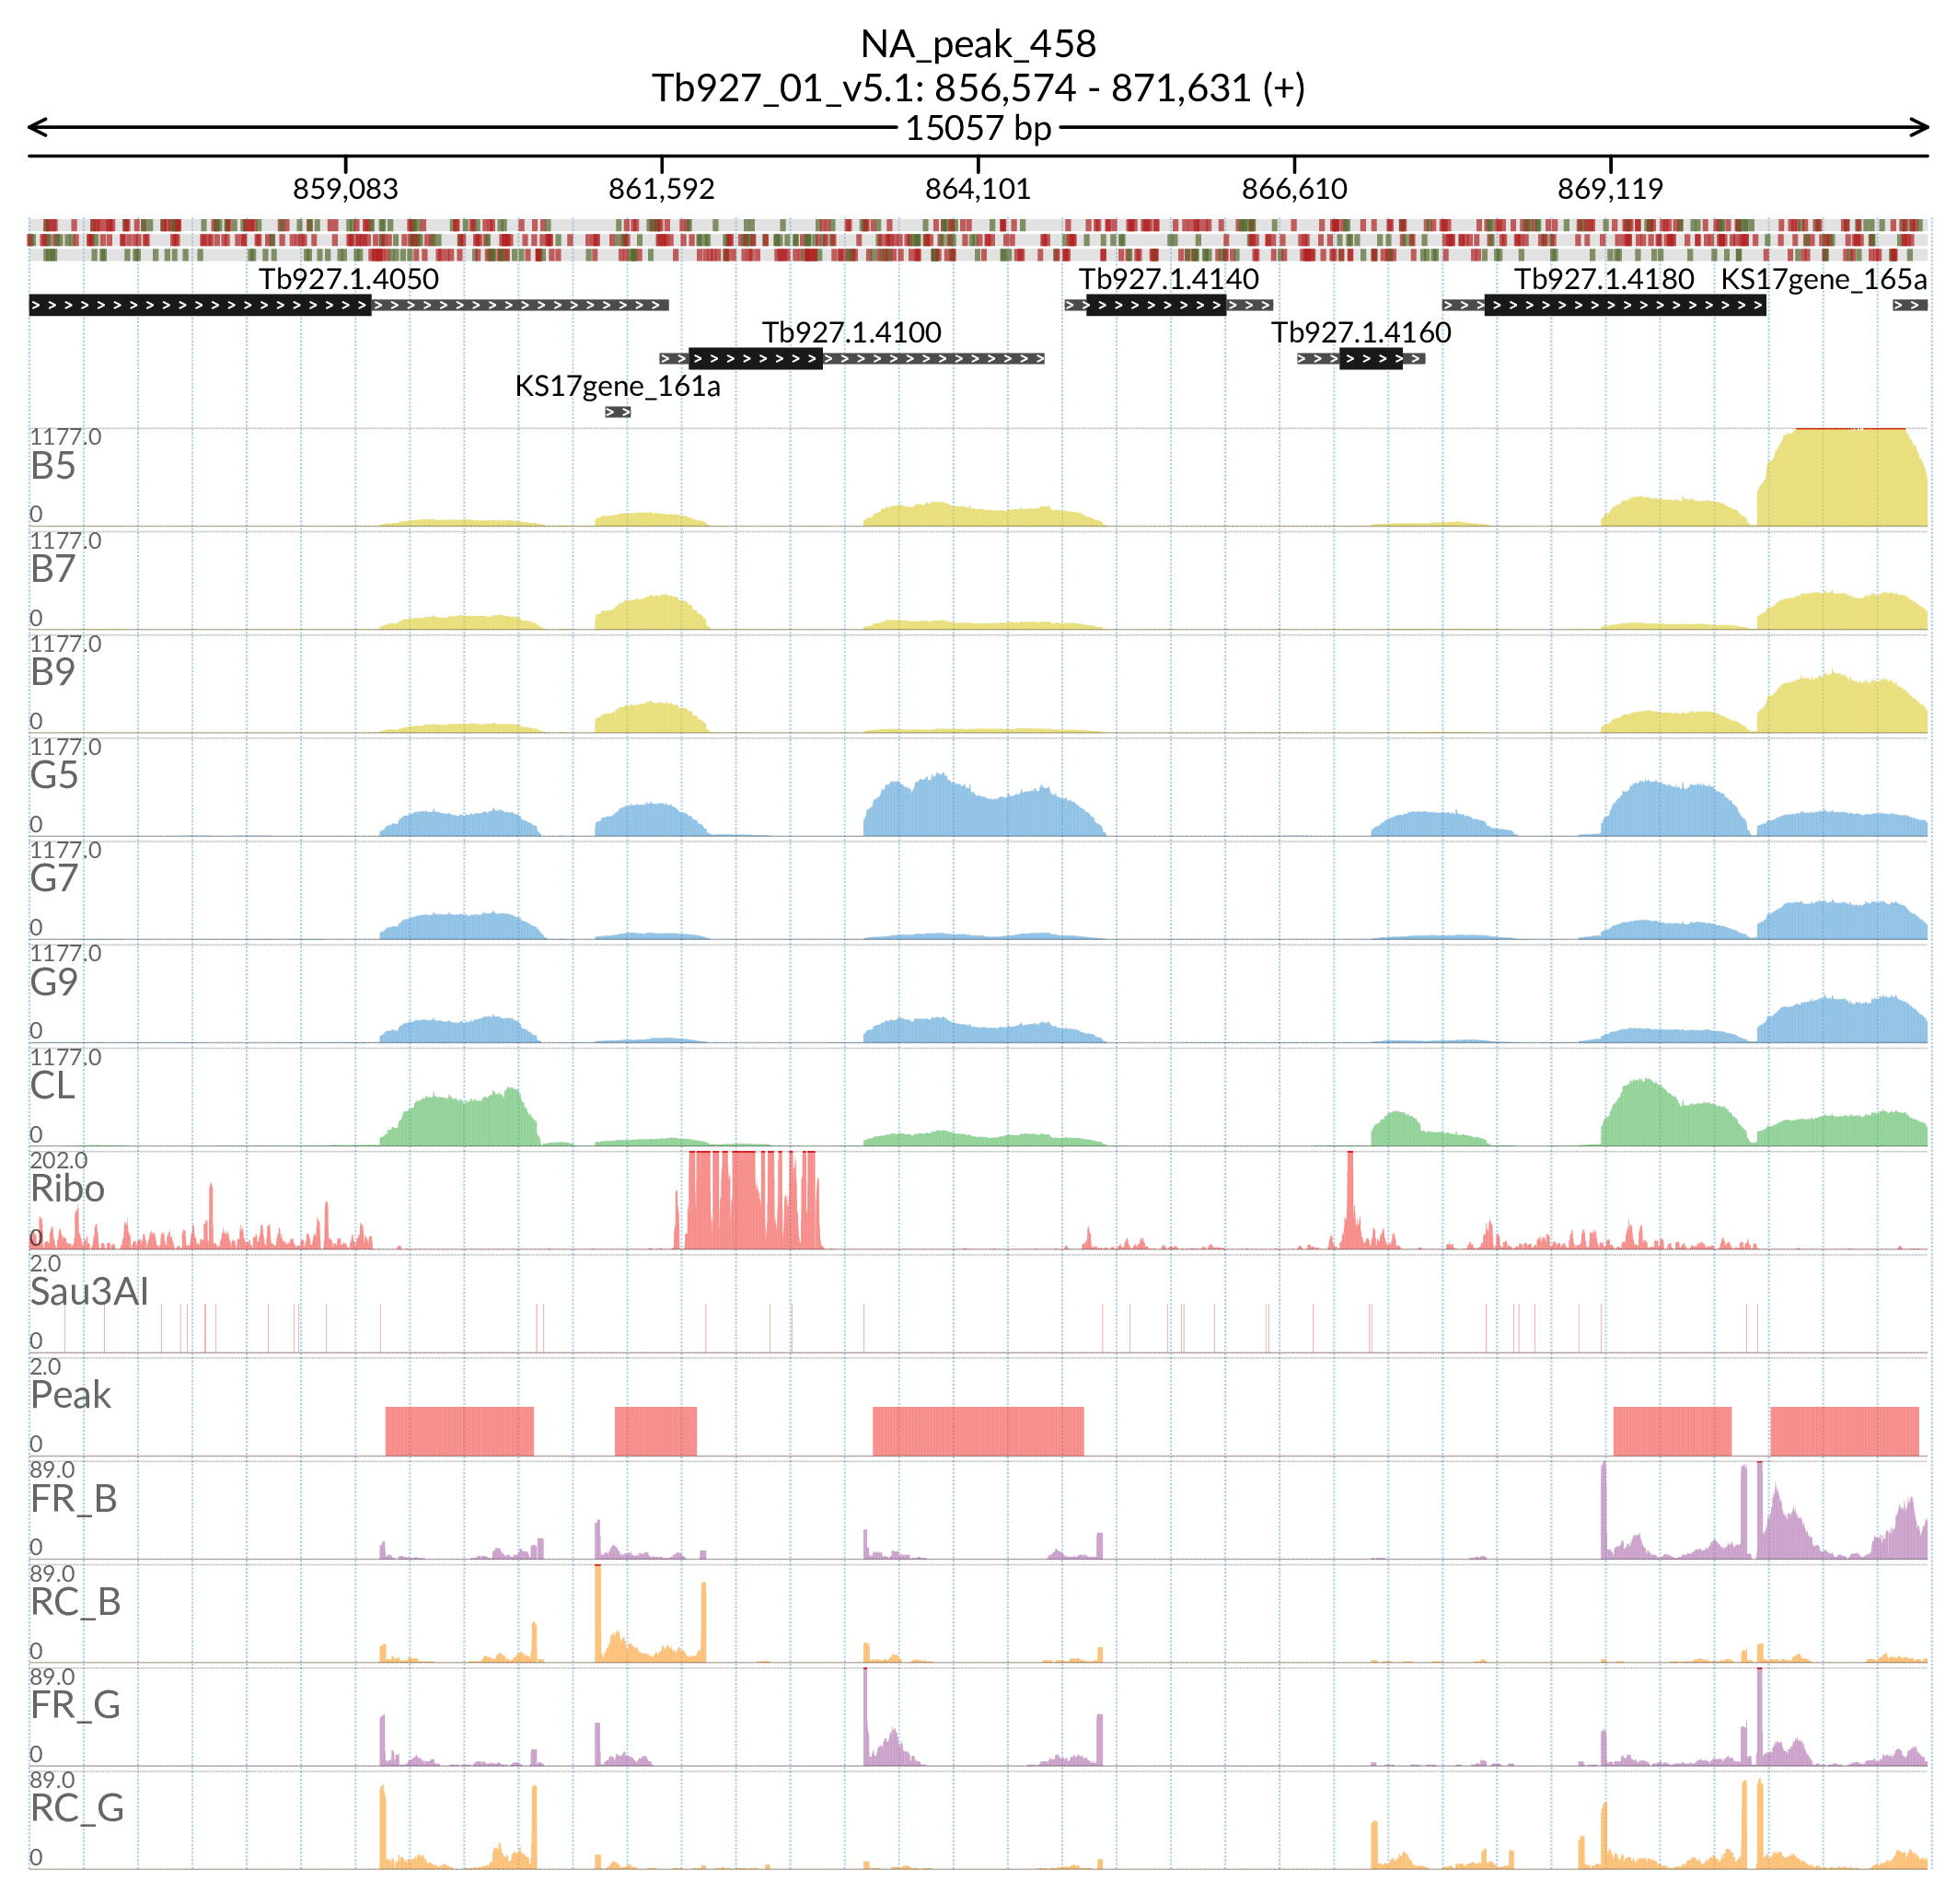 NA_peak_458
Tb927_01_v5.1: 856,574 - 871,631 (+)
15057 bp
859,083 861,592 864,101 866,610 869,119
Tb927.1.4050 Tb927.1.4140 Tb927.1.4180 KS17gene_165a
Tb927.1.4100 Tb927.1.4160
KS17gene_161a
1177.0
B5
0
1177.0
B7
0
1177.0
B9
0
1177.0
G5
0
1177.0
G7
0
1177.0
G9
0
1177.0
CL
0
202.0
Ribo
0
2.0
Sau3AI
0
2.0
Peak
0
89.0
FR_B
0
89.0
RC_B
0
89.0
FR_G
0
89.0
RC_G
0